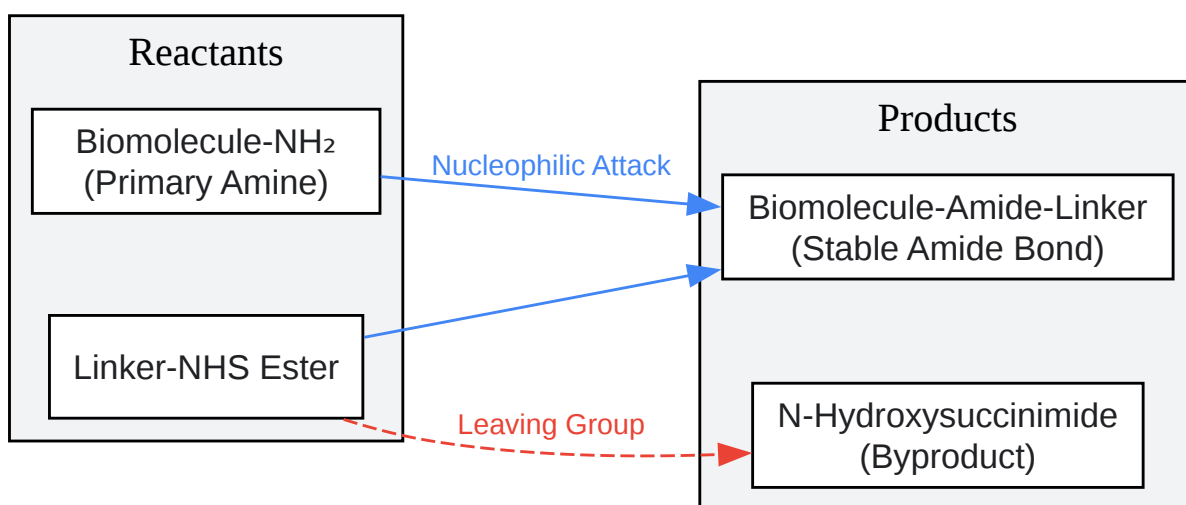 Reactants
Biomolecule-NH₂
(Primary Amine)
Linker-NHS Ester
Nucleophilic Attack
Leaving Group
Products
Biomolecule-Amide-Linker
(Stable Amide Bond)
N-Hydroxysuccinimide
(Byproduct)